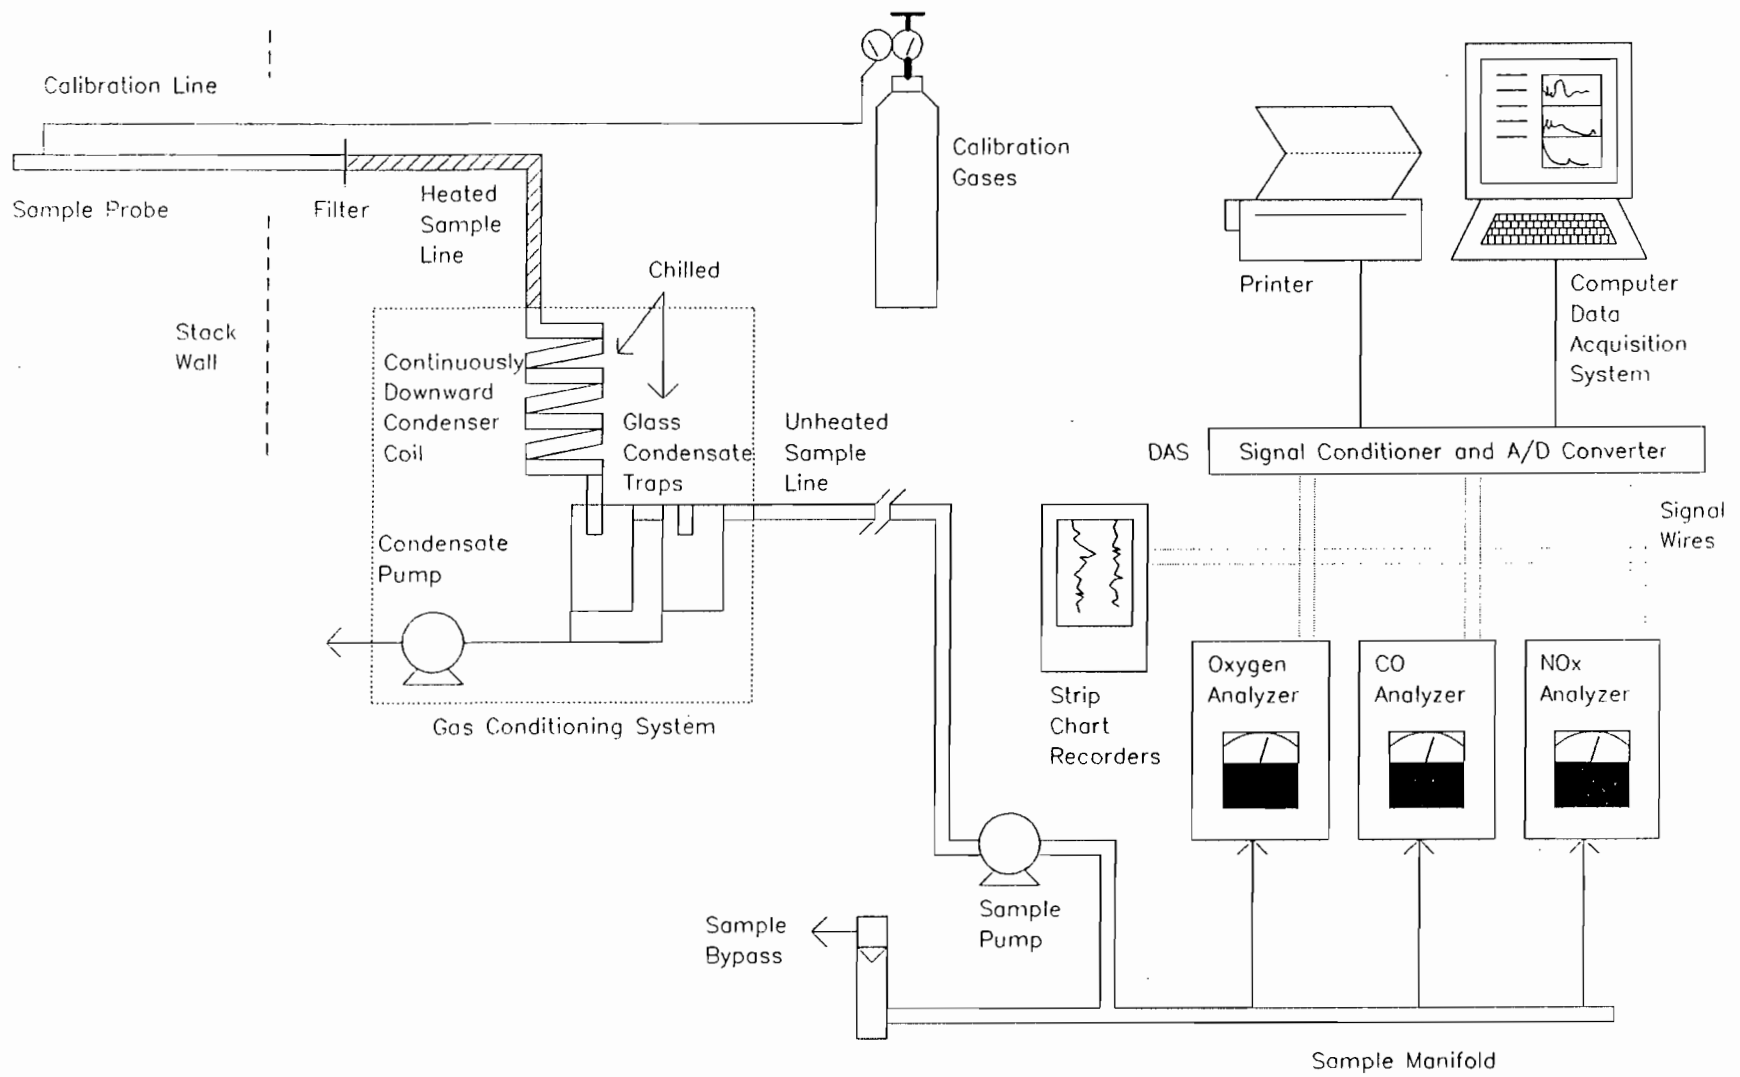 Calibration Line
Sample Probe
Filter
Heated
Sample
Line
Stack
Wall
Chilled
Continuously
Downward
Condenser
Coil
Glass
Condensate
Traps
Unheated
Sample
Line
Condensate
Pump
Gas Conditioning System
Calibration
Gases
Printer
Computer
Data
Acquisition
System
DAS
Signal Conditioner and A/D Converter
Signal
Wires
Strip
Chart
Recorders
Oxygen
Analyzer
CO
Analyzer
NOx
Analyzer
Sample
Pump
Sample
Bypass
Sample Manifold